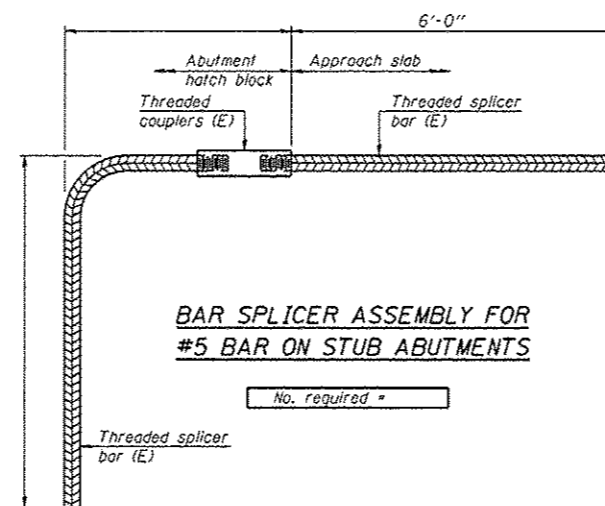 6'-0"
Abutment
hatch block
Approach slab
Threaded
couplers (E)
Threaded splicer
bar (E)
BAR SPLICER ASSEMBLY FOR
#5 BAR ON STUB ABUTMENTS
No. required =
Threaded splicer
bar (E)